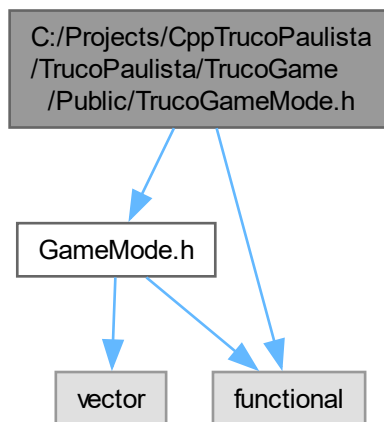 C:/Projects/CppTrucoPaulista
/TrucoPaulista/TrucoGame
/Public/TrucoGameMode.h
GameMode.h
vector
functional